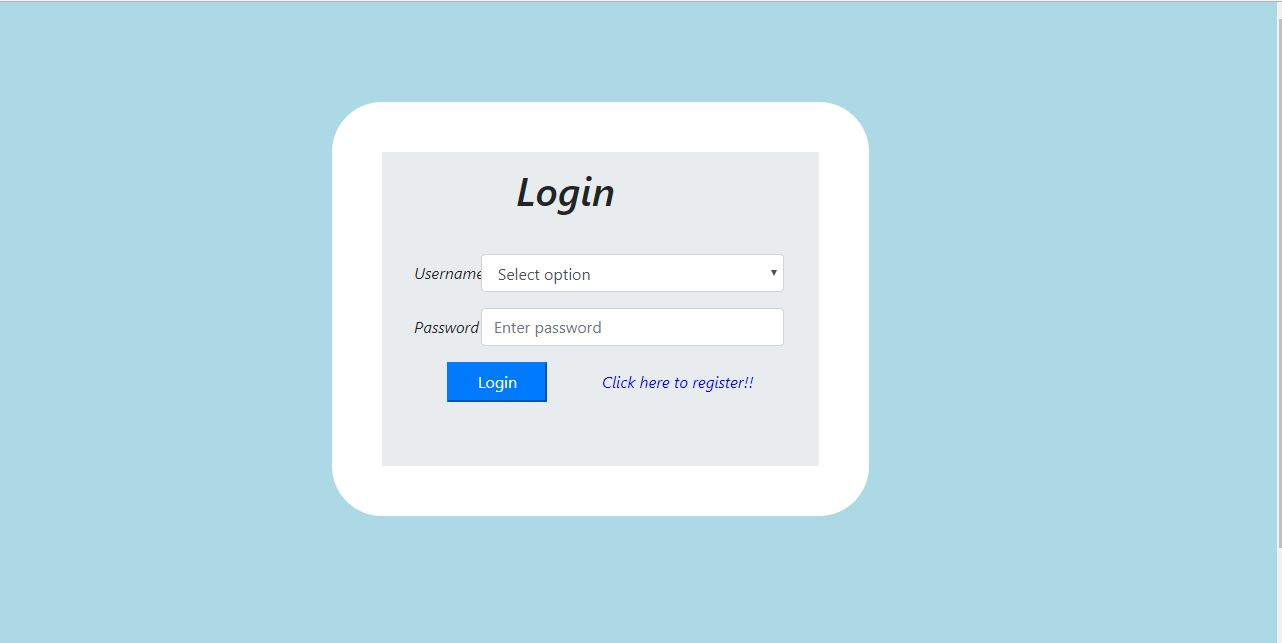 Login
Username Select option
Password Enter password
Login Click here to register!!